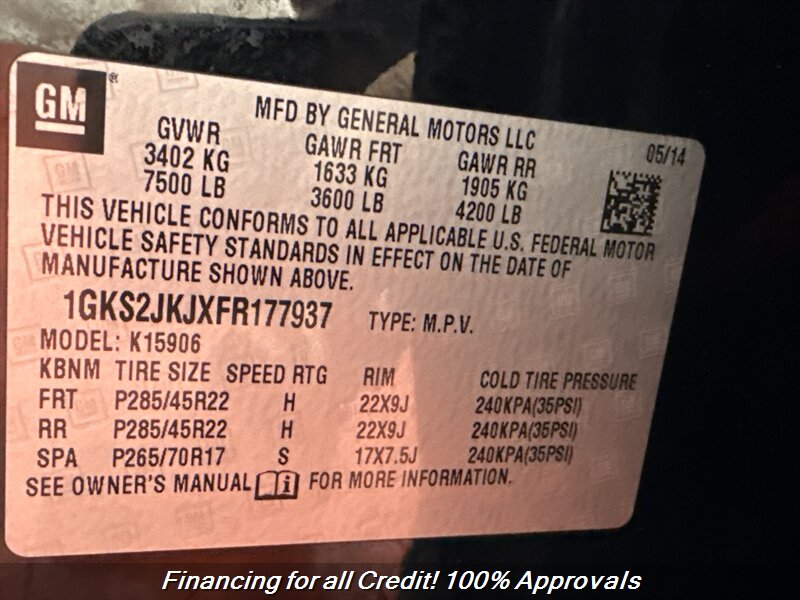 GM®
MFD BY GENERAL MOTORS LLC
05/14
GVWR GAWR FRT GAWR RR
3402 KG 1633 KG 1905 KG
7500 LB 3600 LB 4200 LB
THIS VEHICLE CONFORMS TO ALL APPLICABLE U.S. FEDERAL MOTOR
VEHICLE SAFETY STANDARDS IN EFFECT ON THE DATE OF
MANUFACTURE SHOWN ABOVE.
1GKS2JKJXFR177937 TYPE: M.P.V.
MODEL: K15906
KBNM TIRE SIZE SPEED RTG RIM COLD TIRE PRESSURE
FRT P285/45R22 H 22X9J 240KPA(35PSI)
RR P285/45R22 H 22X9J 240KPA(35PSI)
SPA P265/70R17 S 17X7.5J 240KPA(35PSI)
SEE OWNER'S MANUAL i FOR MORE INFORMATION.
Financing for all Credit! 100% Approvals